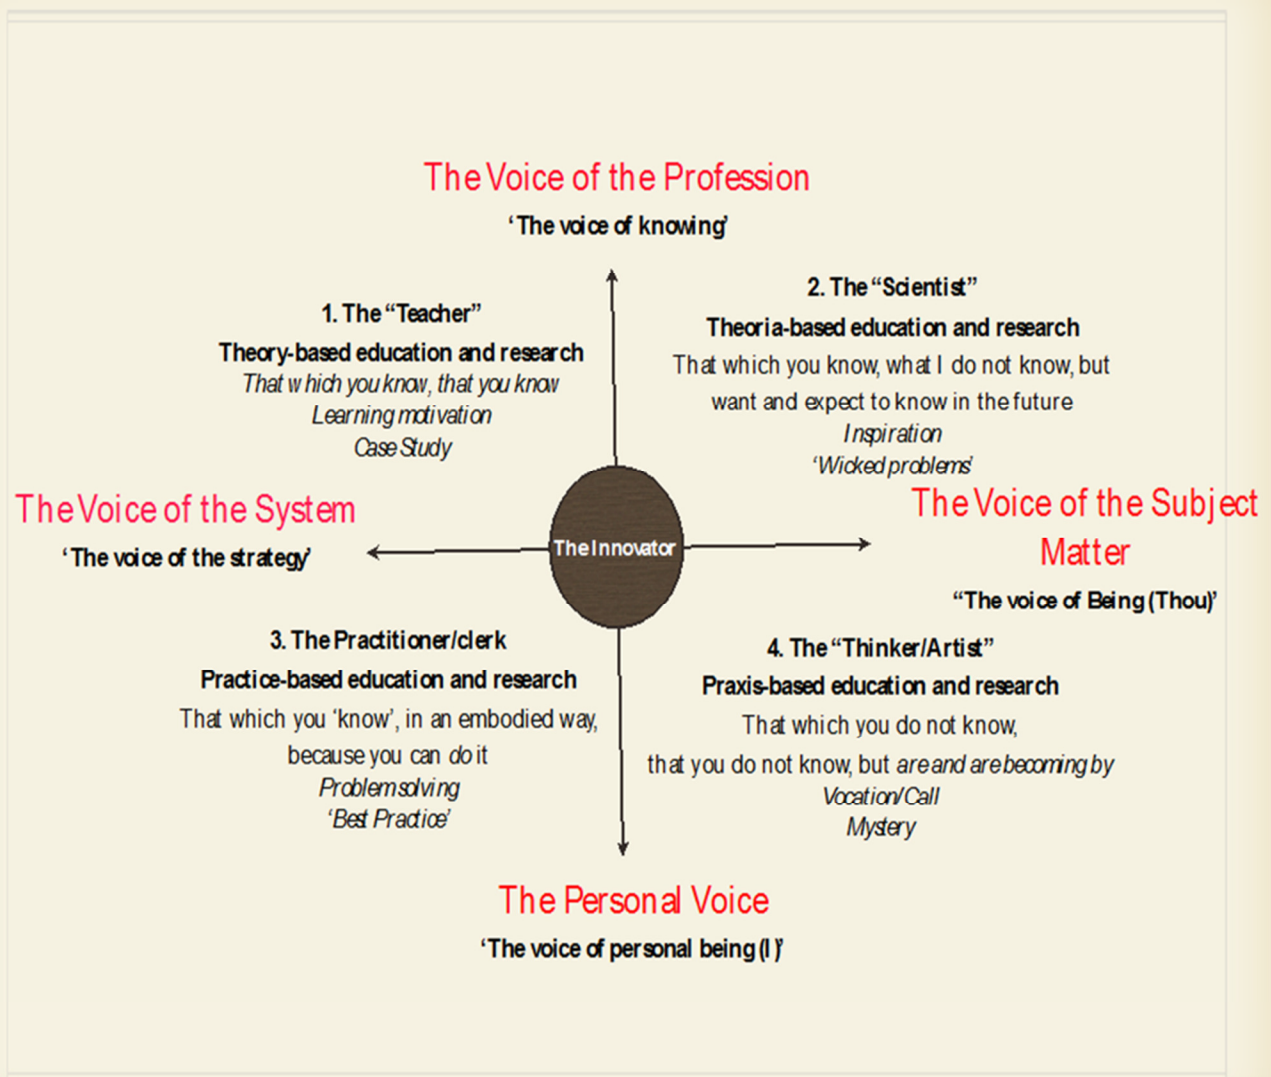 The Voice of the Profession
‘The voice of knowing’
1. The “Teacher”
Theory-based education and research
That which you know, that you know
Learning motivation
Case Study
2. The “Scientist”
Theoria-based education and research
That which you know, what I do not know, but
want and expect to know in the future
Inspiration
‘Wicked problems’
The Voice of the System
‘The voice of the strategy’
The Innovator
The Voice of the Subject
Matter
“The voice of Being (Thou)’
3. The Practitioner/clerk
Practice-based education and research
That which you ‘know’, in an embodied way,
because you can do it
Problem solving
‘Best Practice’
4. The “Thinker/Artist”
Praxis-based education and research
That which you do not know,
that you do not know, but are and are becoming by
Vocation/Call
Mystery
The Personal Voice
‘The voice of personal being (I)’